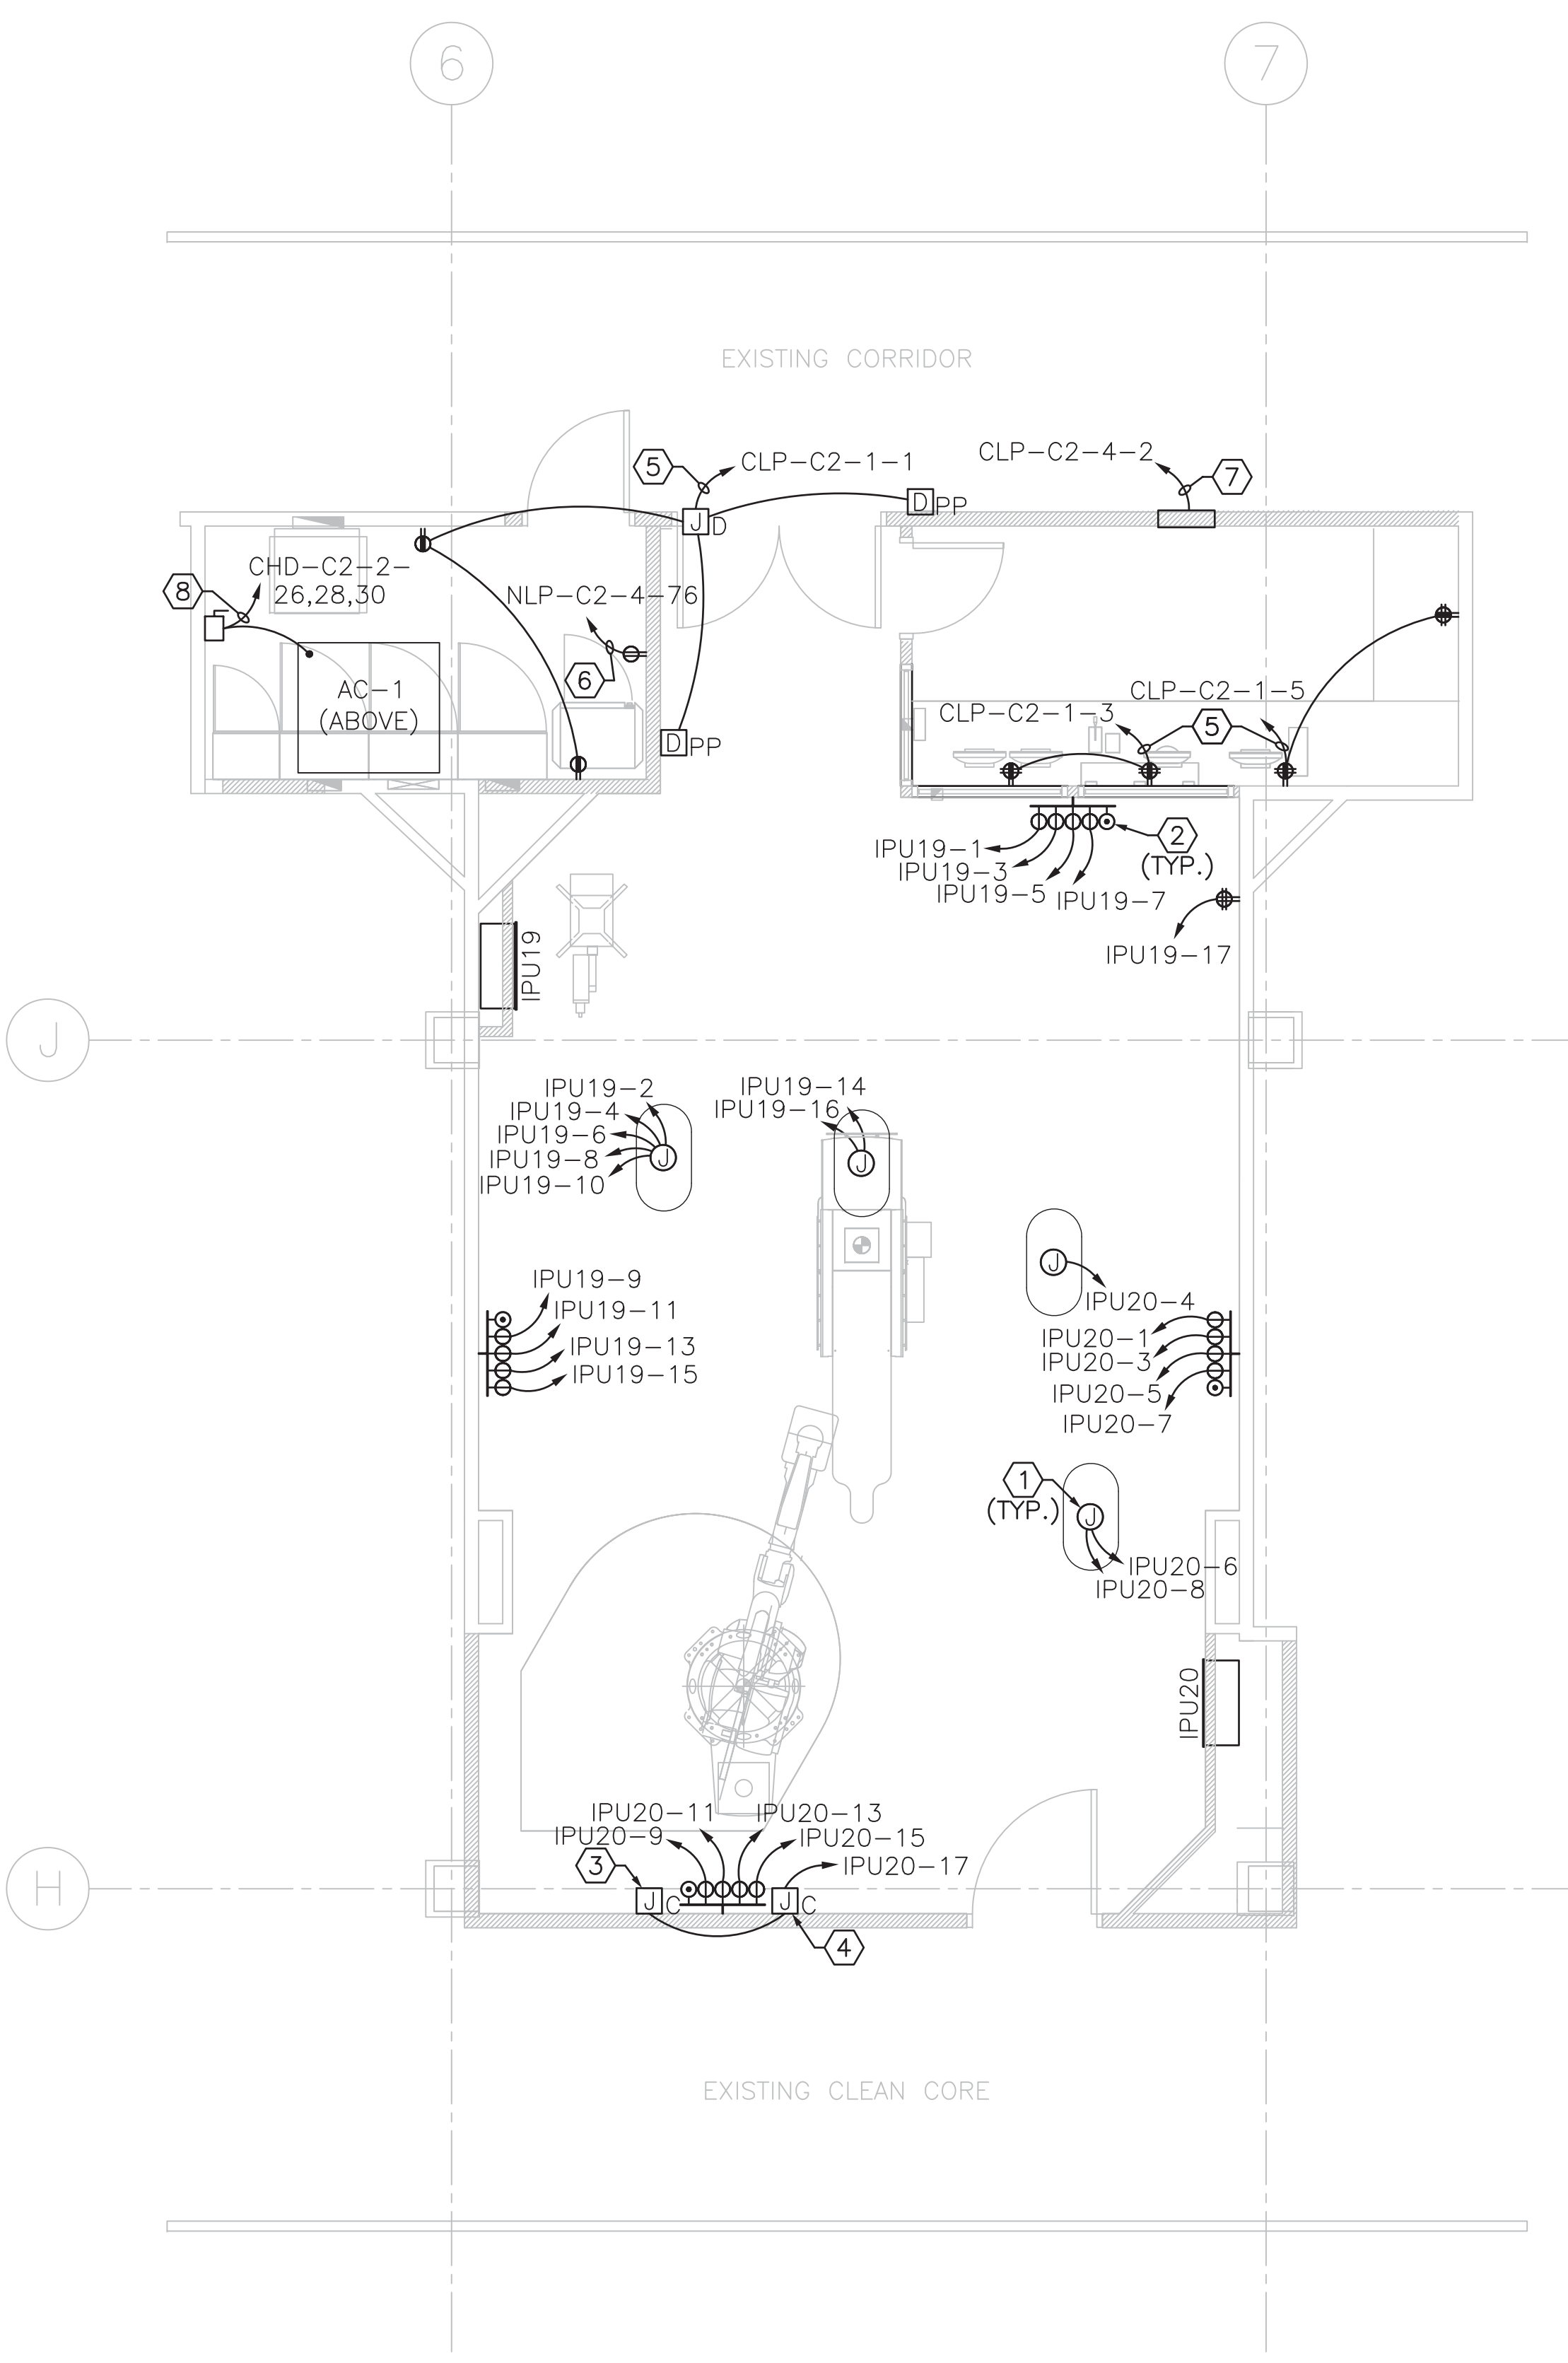 6
7
EXISTING CORRIDOR
5
CLP-C2-1-1
CLP-C2-4-2
7
J D
D PP
CHD-C2-2-
26,28,30
8
NLP-C2-4-76
6
AC-1
(ABOVE)
D PP
CLP-C2-1-5
CLP-C2-1-3
5
IPU19-1
IPU19-3
IPU19-5
IPU19-7
2
(TYP.)
IPU19-17
IPU19
J
IPU19-2
IPU19-4
IPU19-6
IPU19-8
IPU19-10
J
IPU19-14
IPU19-16
J
J
IPU20-4
IPU19-9
IPU19-11
IPU19-13
IPU19-15
IPU20-1
IPU20-3
IPU20-5
IPU20-7
1
(TYP.)
J
IPU20-6
IPU20-8
IPU20
IPU20-11
IPU20-13
IPU20-9
IPU20-15
IPU20-17
3
H
J C
J C
4
EXISTING CLEAN CORE